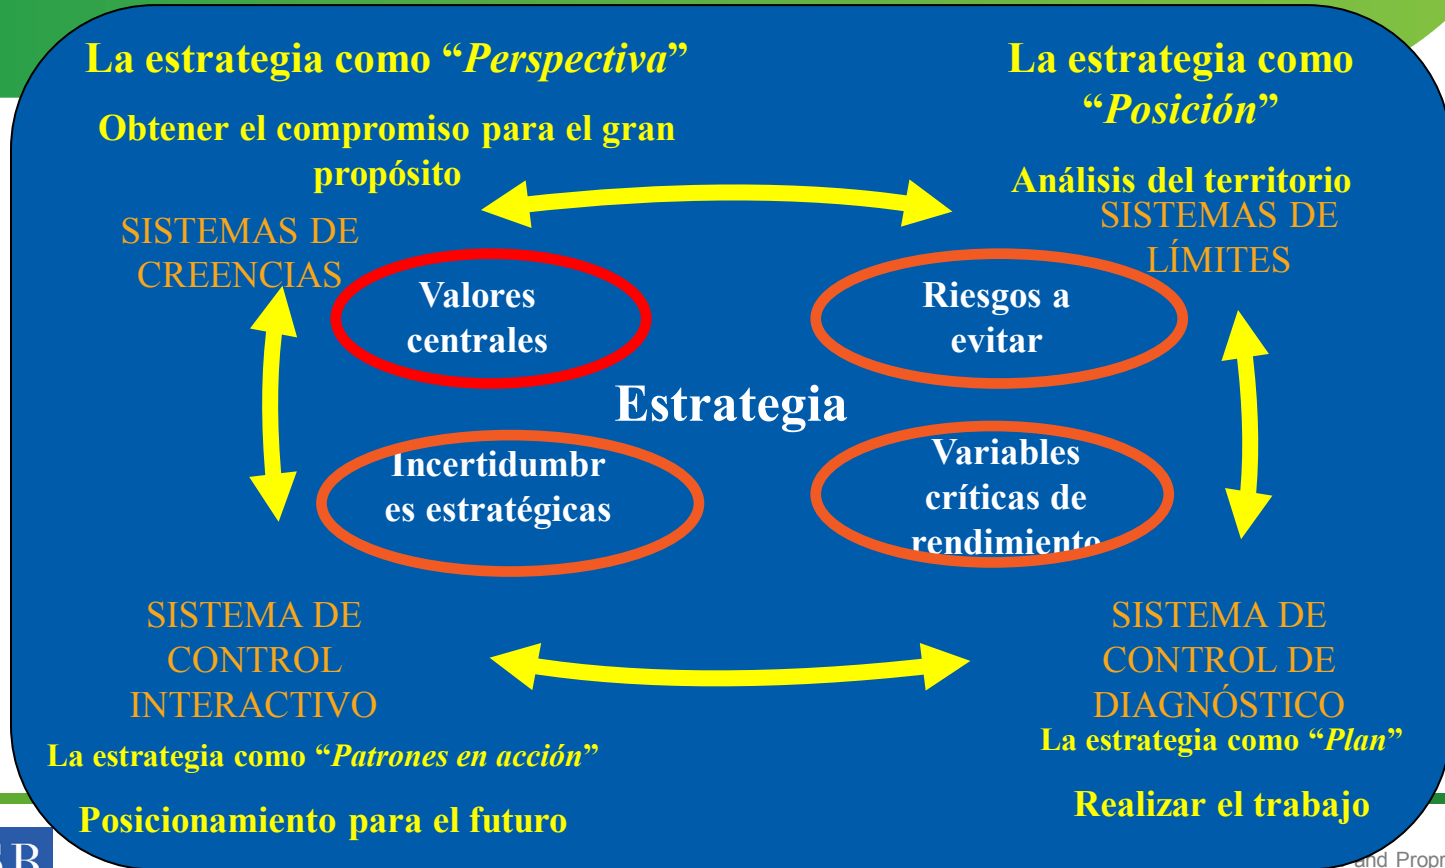 La estrategia como “Perspectiva”
Obtener el compromiso para el gran
propósito
La estrategia como
“Posición”
Análisis del territorio
SISTEMAS DE
CREENCIAS
SISTEMAS DE
LÍMITES
Valores
centrales
Riesgos a
evitar
Estrategia
Incertidumbr
es estratégicas
Variables
críticas de
rendimiento
SISTEMA DE
CONTROL
INTERACTIVO
La estrategia como “Patrones en acción”
Posicionamiento para el futuro
SISTEMA DE
CONTROL DE
DIAGNÓSTICO
La estrategia como “Plan”
Realizar el trabajo
and Propr